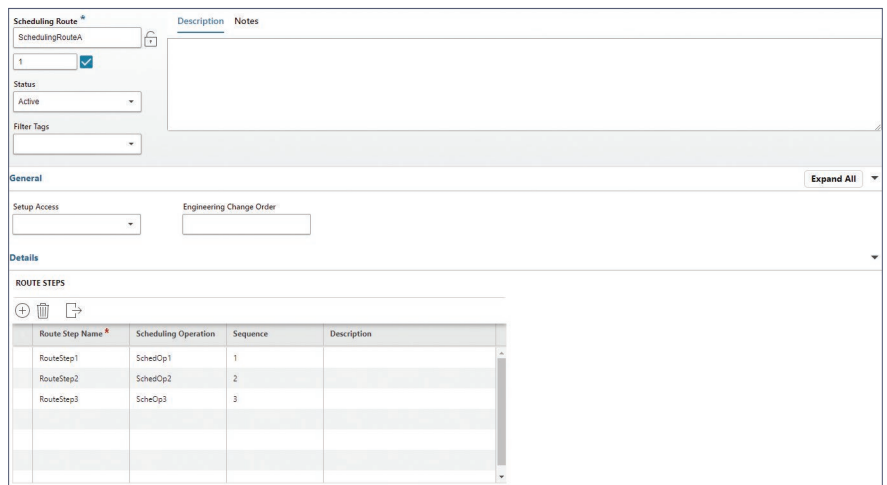 Scheduling Route *
SchedulingRouteA
1
Status
Active
Filter Tags
Description Notes
General
Expand All
Setup Access
Engineering Change Order
Details
ROUTE STEPS
Route Step Name * Scheduling Operation Sequence Description
RouteStep1 SchedOp1 1
RouteStep2 SchedOp2 2
RouteStep3 ScheOp3 3